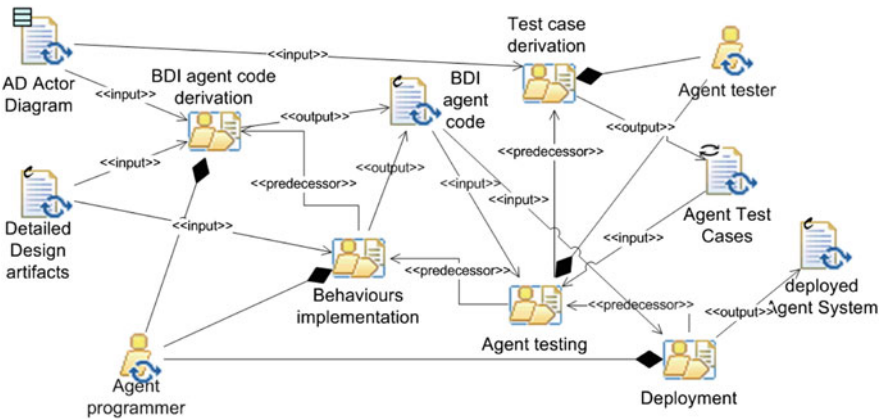 Test case
derivation
<<input>>
AD Actor
Diagram
BDI agent code
derivation
BDI
agent
code
Agent tester
<<input>>
<<output>>
<<output>>
<<input>>
<<predecessor>>
<<predecessor>>
<<output>>
<<input>>
<<input>>
Detailed
Design
artifacts
<<input>>
Agent Test
Cases
<<input>>
<<predecessor>>
deployed
Agent System
Behaviours
implementation
<<predecessor>>
<<output>>
Agent testing
Agent
programmer
Deployment